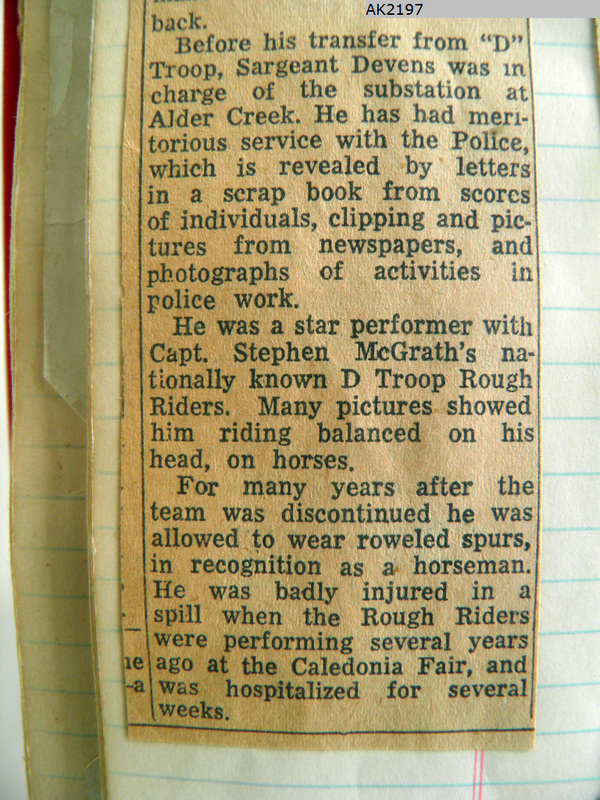 AK2197
back.
Before his transfer from “D”
Troop, Sargeant Devens was in
charge of the substation at
Alder Creek. He has had meri-
torious service with the Police,
which is revealed by letters
in a scrap book from scores
of individuals, clipping and pic-
tures from newspapers, and
photographs of activities in
police work.
He was a star performer with
Capt. Stephen McGrath's na-
tionally known D Troop Rough
Riders. Many pictures showed
him riding balanced on his
head, on horses.
For many years after the
team was discontinued he was
allowed to wear roweled spurs,
in recognition as a horseman.
He was badly injured in a
spill when the Rough Riders
were performing several years
ago at the Caledonia Fair, and
was hospitalized for several
weeks.